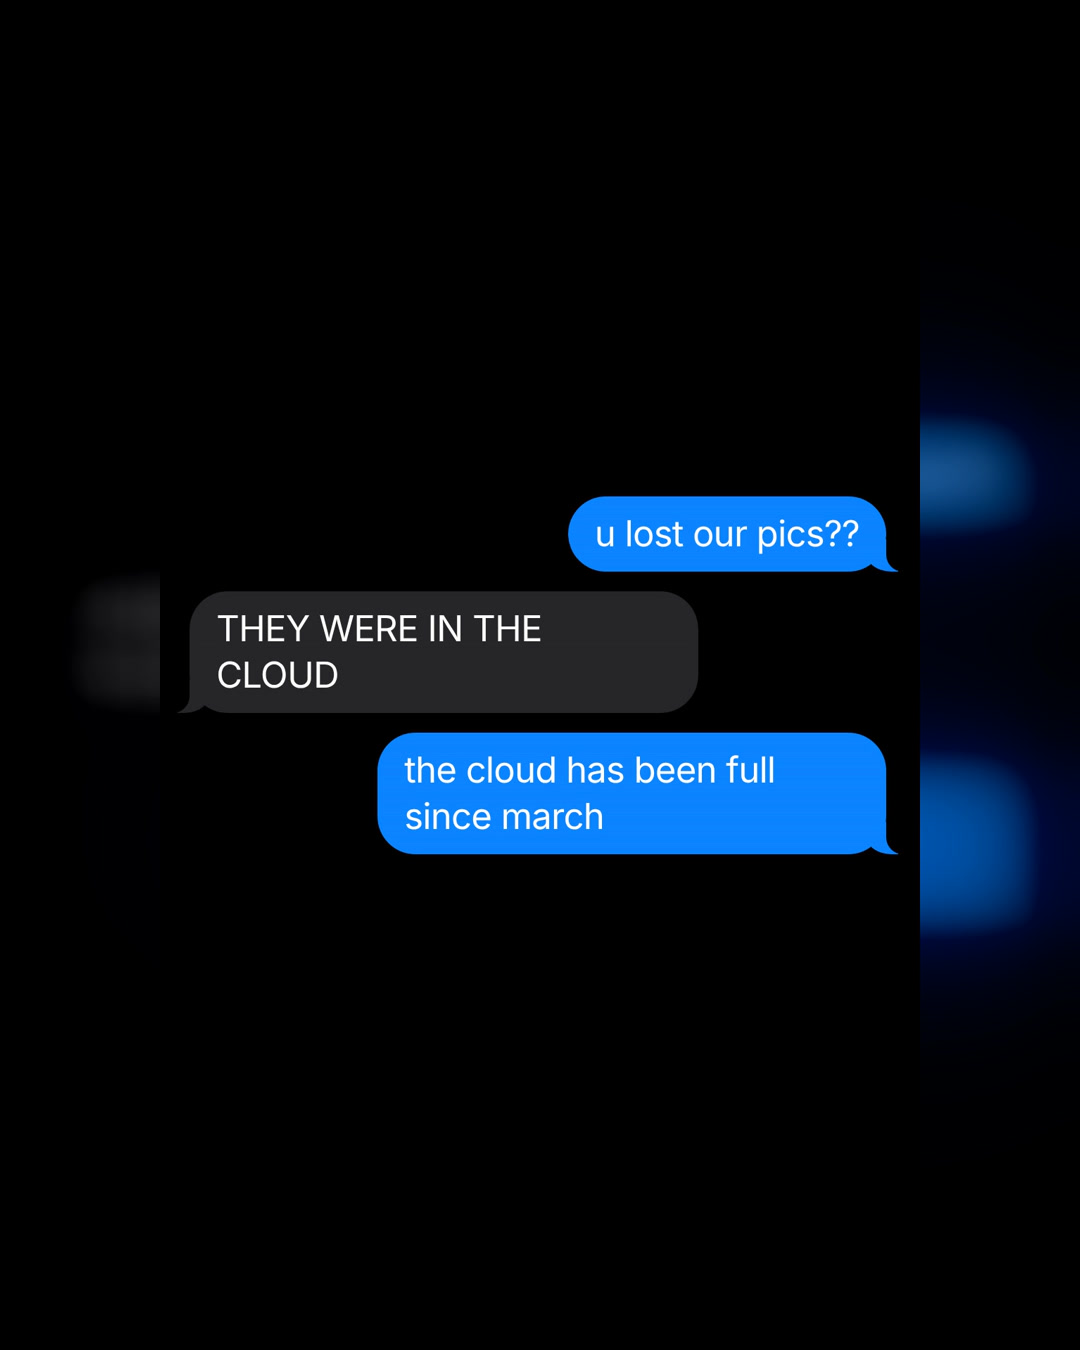 u lost our pics??
THEY WERE IN THE
CLOUD
the cloud has been full
since march